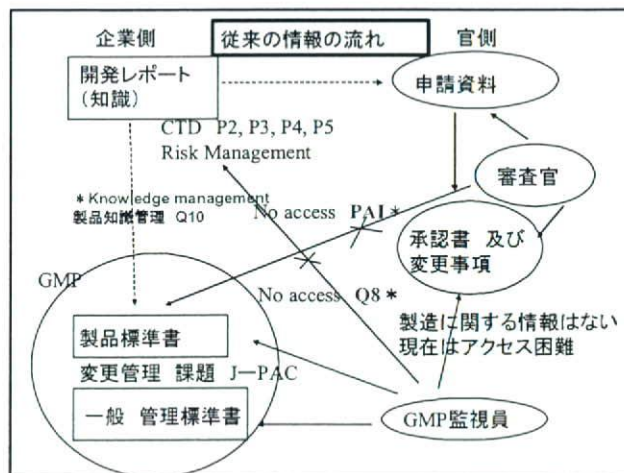 企業側
従来の情報の流れ
官側
開発レポート
(知識)
申請資料
CTD P2, P3, P4, P5
Risk Management
審査官
*Knowledge management
製品知識管理 Q10
No access PAI*
承認書 及び
変更事項
GMP
No access Q8*
製造に関する情報はない
現在はアクセス困難
製品標準書
変更管理 課題 J－PAC
一般 管理標準書
GMP監視員